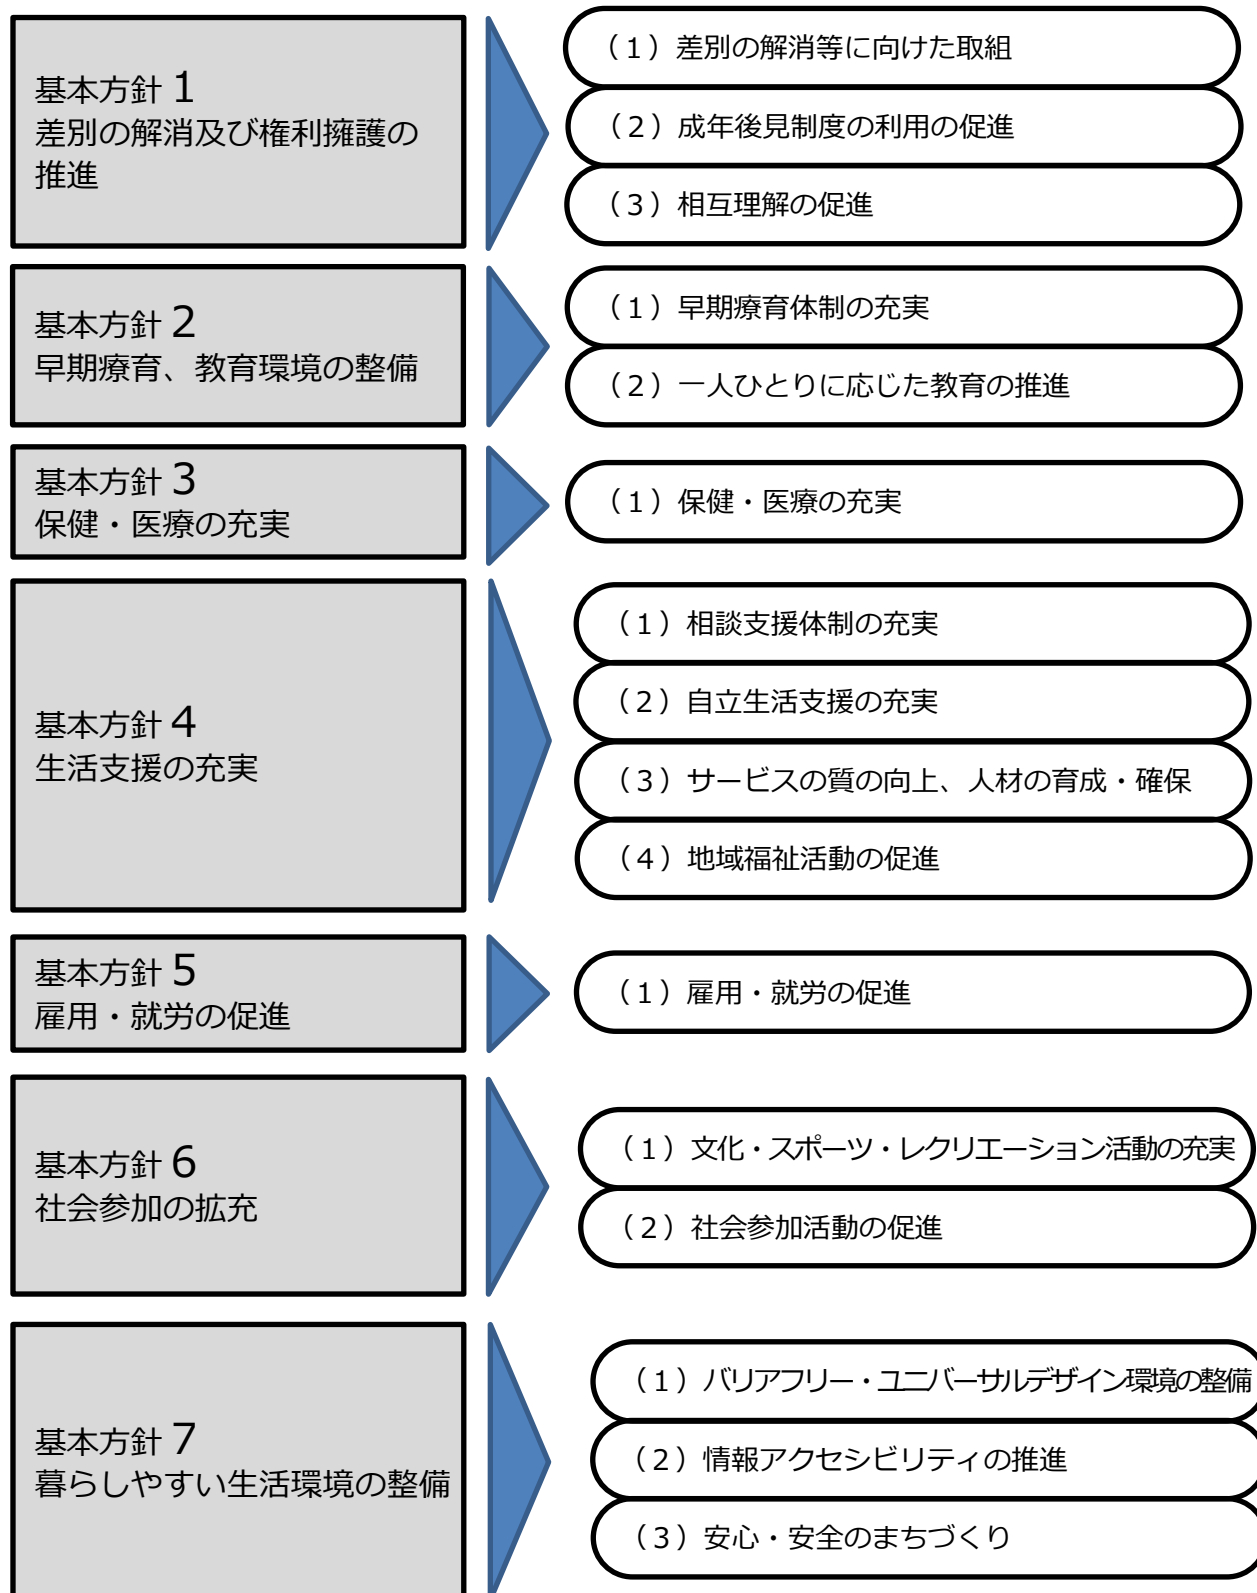 基本方針１
差別の解消及び権利擁護の
推進
（１）差別の解消等に向けた取組
（２）成年後見制度の利用の促進
（３）相互理解の促進
基本方針２
早期療育、教育環境の整備
（１）早期療育体制の充実
（２）一人ひとりに応じた教育の推進
基本方針３
保健・医療の充実
（１）保健・医療の充実
基本方針４
生活支援の充実
（１）相談支援体制の充実
（２）自立生活支援の充実
（３）サービスの質の向上、人材の育成・確保
（４）地域福祉活動の促進
基本方針５
雇用・就労の促進
（１）雇用・就労の促進
基本方針６
社会参加の拡充
（１）文化・スポーツ・レクリエーション活動の充実
（２）社会参加活動の促進
基本方針７
暮らしやすい生活環境の整備
（１）バリアフリー・ユニバーサルデザイン環境の整備
（２）情報アクセシビリティの推進
（３）安心・安全のまちづくり